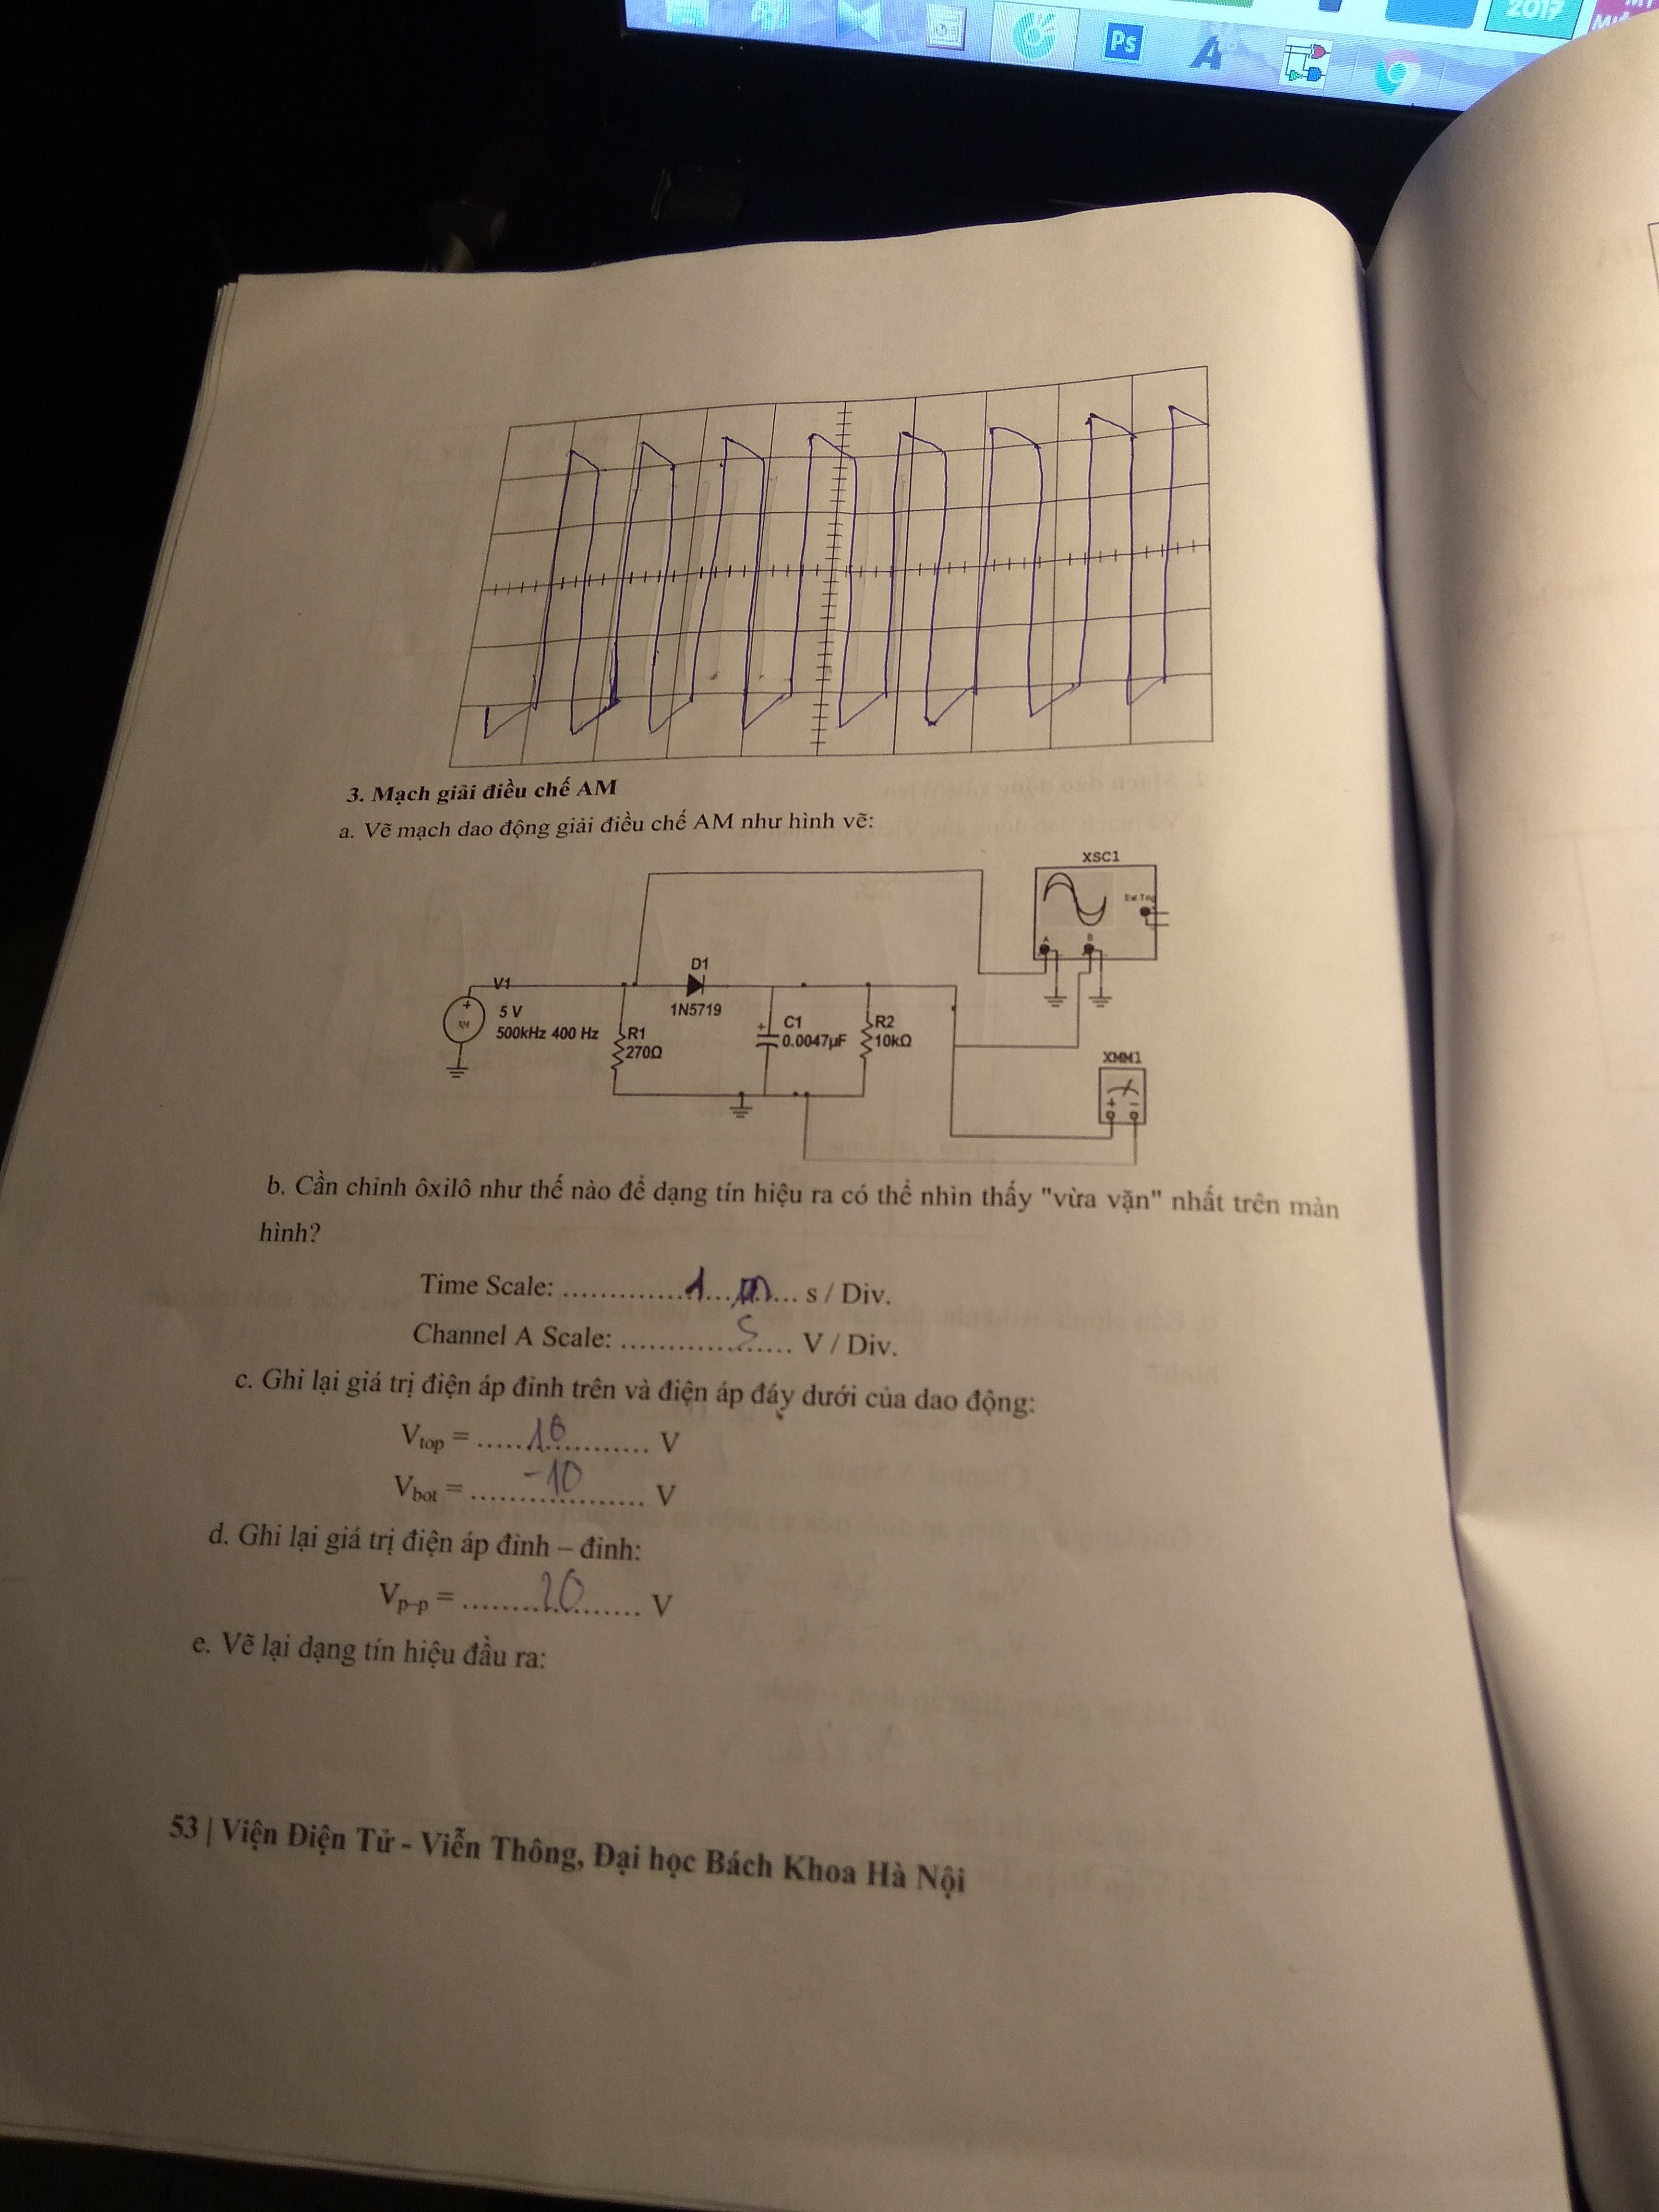 2017
Ps
3. Mạch giải điều chế AM
a. Vẽ mạch dao động giải điều chế AM như hình vẽ:
XSC1
Ext Trig
A
B
V1
5 V
500kHz 400 Hz
AM
R1
270Ω
D1
1N5719
C1
0.0047µF
R2
10kΩ
XMM1
b. Cần chỉnh ôxilô như thế nào để dạng tín hiệu ra có thể nhìn thấy "vừa vặn" nhất trên màn
hình?
Time Scale: .............1...m... s / Div.
Channel A Scale: .........5........ V / Div.
c. Ghi lại giá trị điện áp đỉnh trên và điện áp đáy dưới của dao động:
Vtop = ......10............ V
Vbot = ......-10............ V
d. Ghi lại giá trị điện áp đỉnh – đỉnh:
Vp-p = .........20......... V
e. Vẽ lại dạng tín hiệu đầu ra:
53 | Viện Điện Tử - Viễn Thông, Đại học Bách Khoa Hà Nội